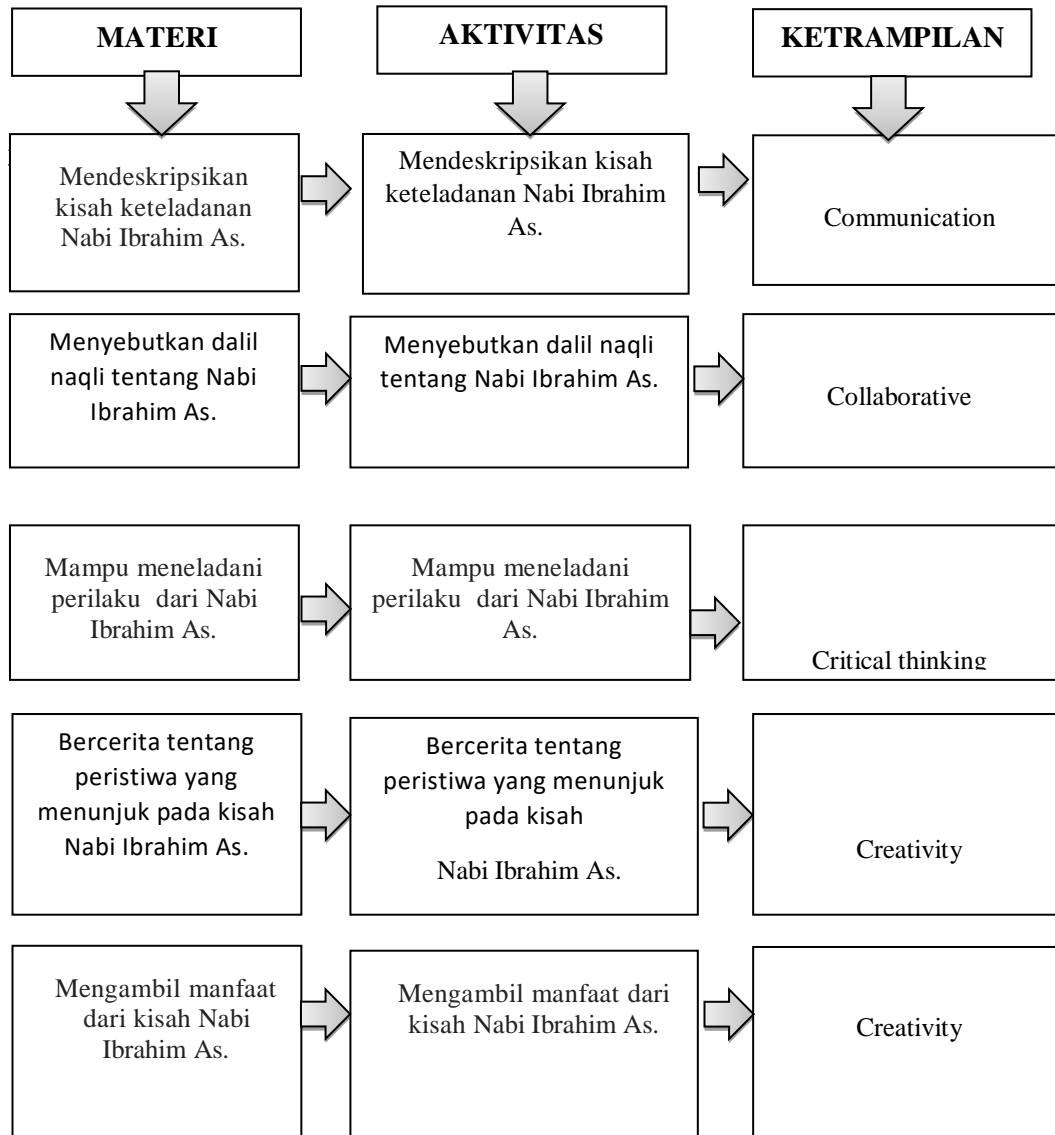 MATERI
AKTIVITAS
KETRAMPILAN
Mendeskripsikan
kisah keteladanan
Nabi Ibrahim As.
Mendeskripsikan kisah
keteladanan Nabi Ibrahim
As.
Communication
Menyebutkan dalil
naqli tentang Nabi
Ibrahim As.
Menyebutkan dalil naqli
tentang Nabi Ibrahim As.
Collaborative
Mampu meneladani
perilaku dari Nabi
Ibrahim As.
Mampu meneladani
perilaku dari Nabi Ibrahim
As.
Critical thinking
Bercerita tentang
peristiwa yang
menunjuk pada kisah
Nabi Ibrahim As.
Bercerita tentang
peristiwa yang menunjuk
pada kisah
Nabi Ibrahim As.
Creativity
Mengambil manfaat
dari kisah Nabi
Ibrahim As.
Mengambil manfaat dari
kisah Nabi Ibrahim As.
Creativity